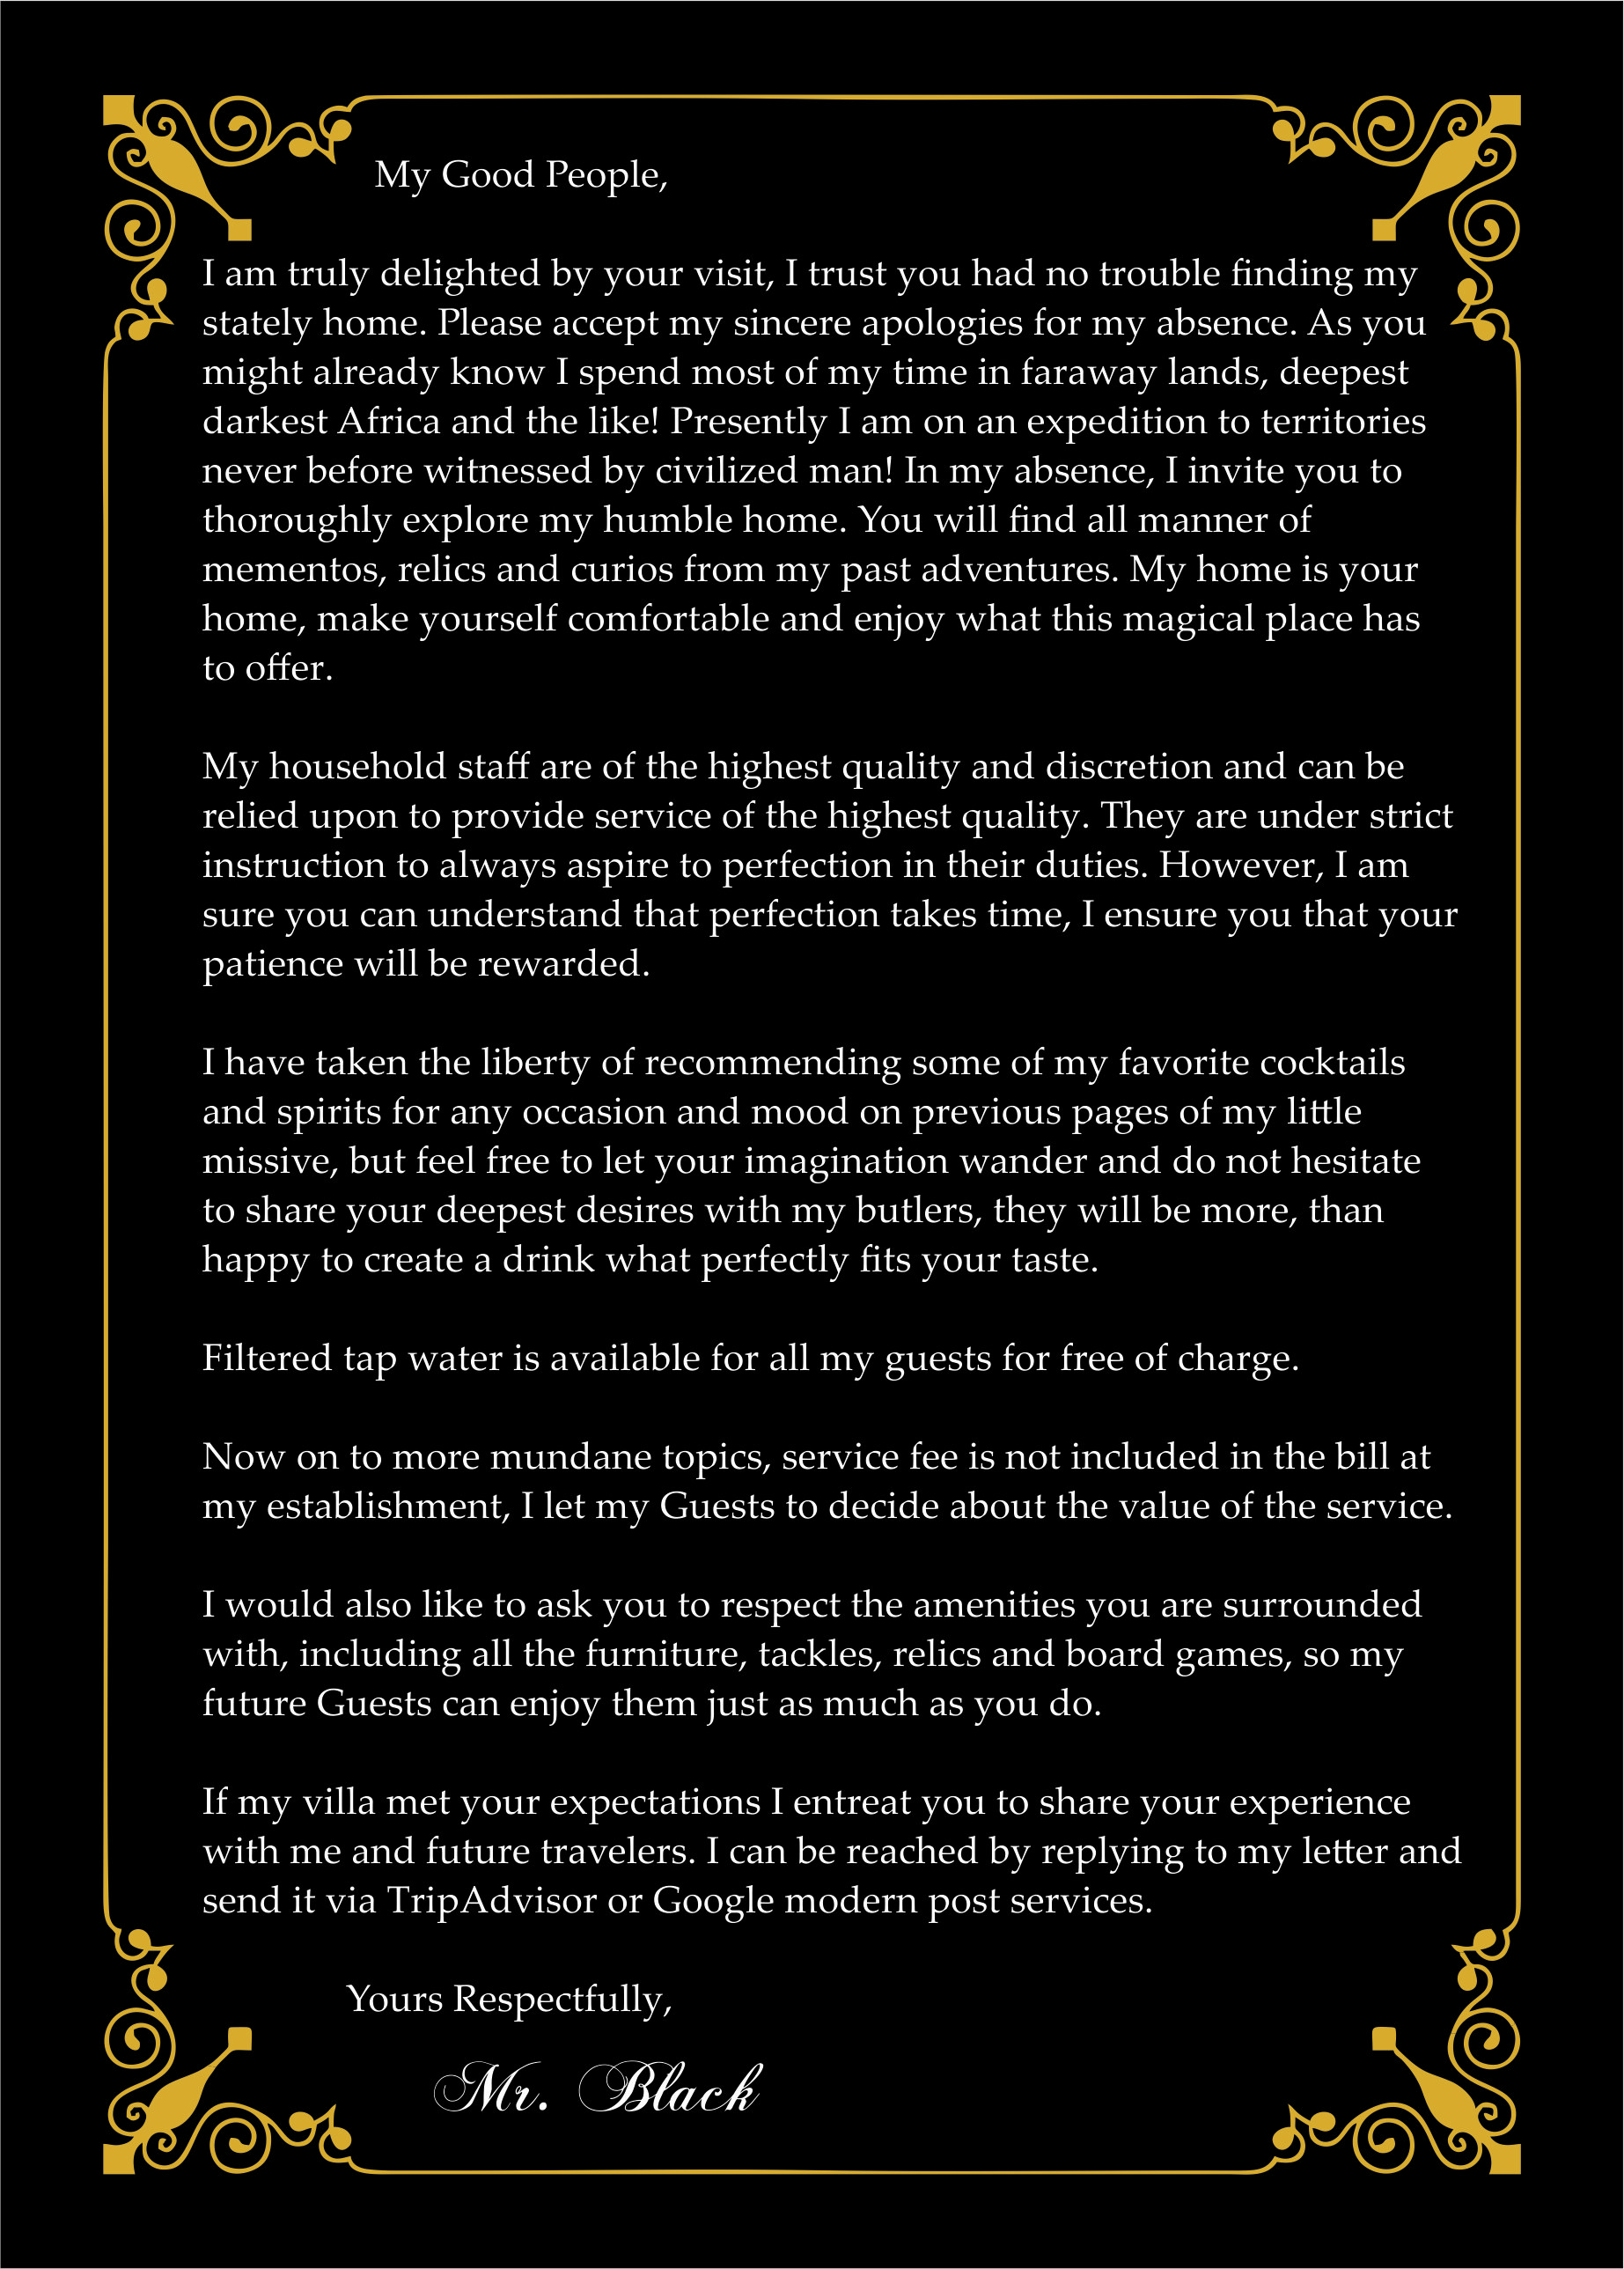 My Good People,
I am truly delighted by your visit, I trust you had no trouble finding my
stately home. Please accept my sincere apologies for my absence. As you
might already know I spend most of my time in faraway lands, deepest
darkest Africa and the like! Presently I am on an expedition to territories
never before witnessed by civilized man! In my absence, I invite you to
thoroughly explore my humble home. You will find all manner of
mementos, relics and curios from my past adventures. My home is your
home, make yourself comfortable and enjoy what this magical place has
to offer.
My household staff are of the highest quality and discretion and can be
relied upon to provide service of the highest quality. They are under strict
instruction to always aspire to perfection in their duties. However, I am
sure you can understand that perfection takes time, I ensure you that your
patience will be rewarded.
I have taken the liberty of recommending some of my favorite cocktails
and spirits for any occasion and mood on previous pages of my little
missive, but feel free to let your imagination wander and do not hesitate
to share your deepest desires with my butlers, they will be more, than
happy to create a drink what perfectly fits your taste.
Filtered tap water is available for all my guests for free of charge.
Now on to more mundane topics, service fee is not included in the bill at
my establishment, I let my Guests to decide about the value of the service.
I would also like to ask you to respect the amenities you are surrounded
with, including all the furniture, tackles, relics and board games, so my
future Guests can enjoy them just as much as you do.
If my villa met your expectations I entreat you to share your experience
with me and future travelers. I can be reached by replying to my letter and
send it via TripAdvisor or Google modern post services.
Yours Respectfully,
Mr. Black